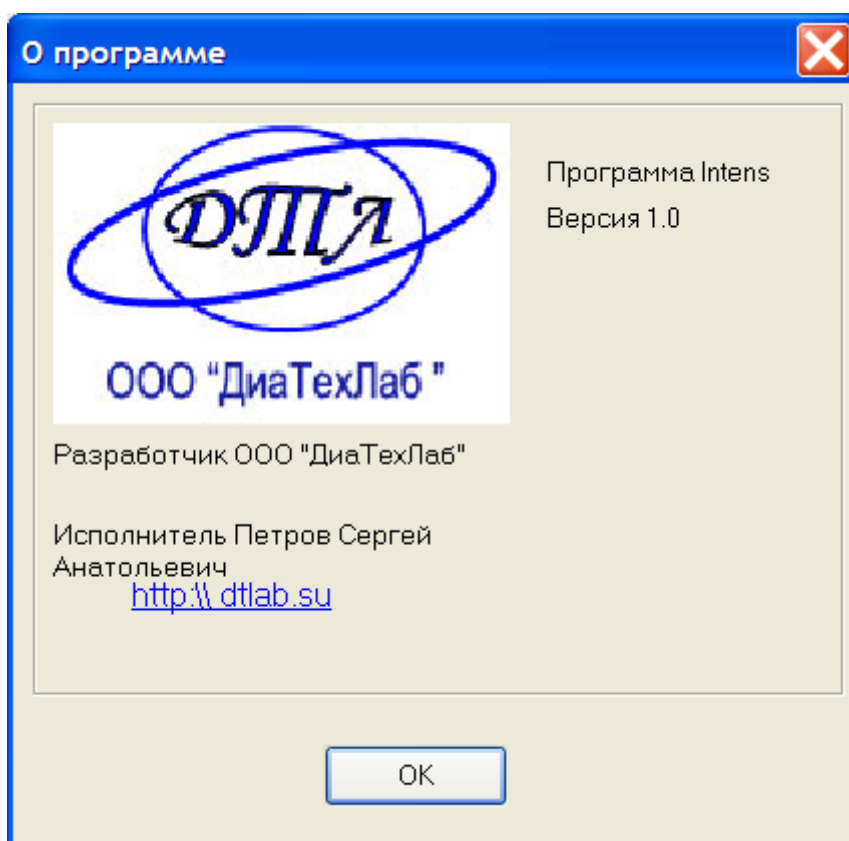 О программе
ДТЛ
ООО “ДиаТехЛаб ”
Программа Intens
Версия 1.0
Разработчик ООО "ДиаТехЛаб"
Исполнитель Петров Сергей
Анатольевич
http:\\ dtlab.su
OK